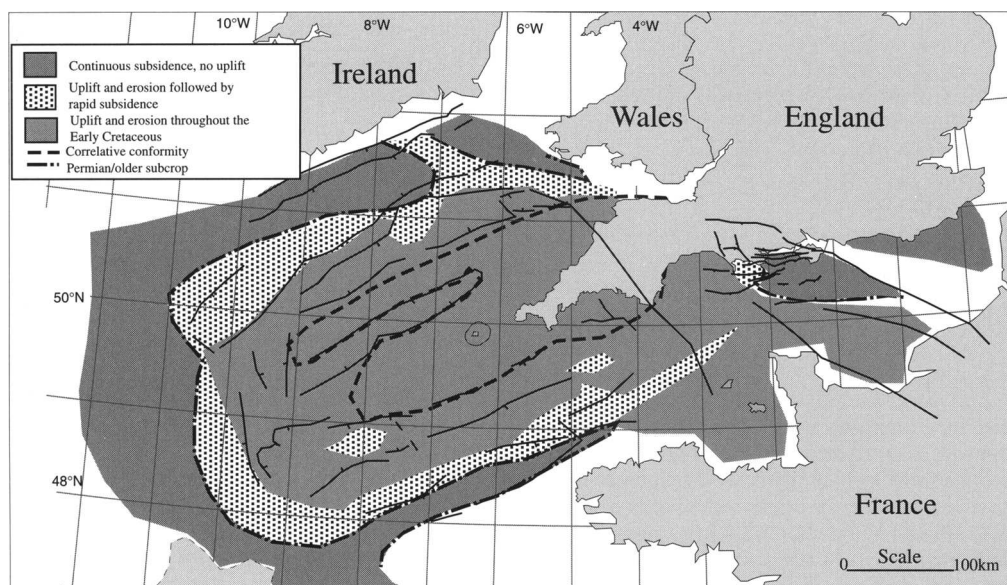 10°W
8°W
6°W
4°W
Continuous subsidence, no uplift
Uplift and erosion followed by
rapid subsidence
Uplift and erosion throughout the
Early Cretaceous
Correlative conformity
Permian/older subcrop
Ireland
Wales
England
50°N
48°N
France
0 Scale 100km